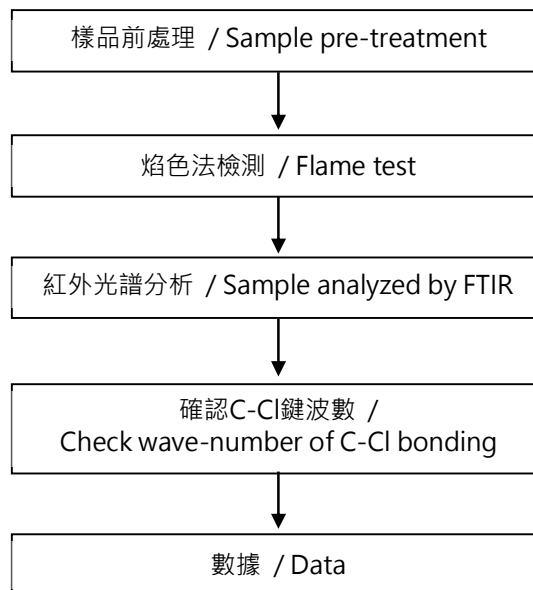 樣品前處理 / Sample pre-treatment
焰色法檢測 / Flame test
紅外光譜分析 / Sample analyzed by FTIR
確認C-Cl鍵波數 /
Check wave-number of C-Cl bonding
數據 / Data